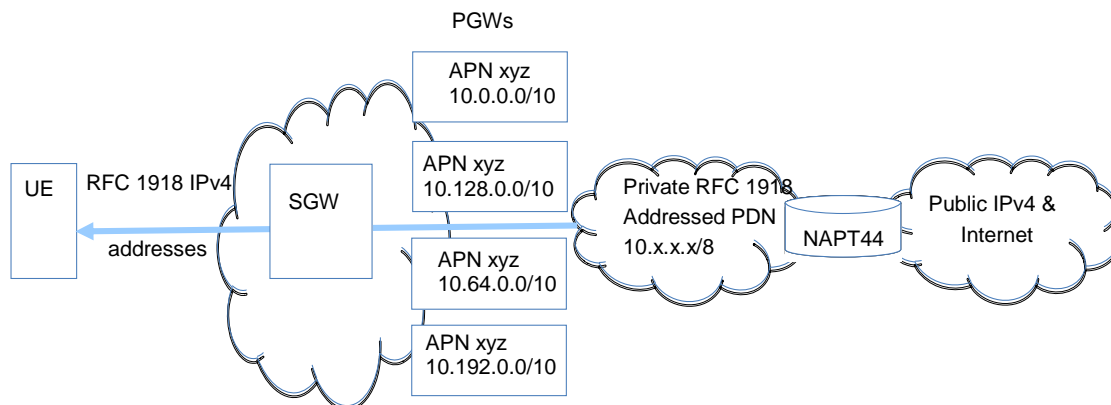 PGWs
APN xyz
10.0.0.0/10
APN xyz
10.128.0.0/10
APN xyz
10.64.0.0/10
APN xyz
10.192.0.0/10
UE
RFC 1918 IPv4
addresses
SGW
Private RFC 1918
Addressed PDN
10.x.x.x/8
NAPT44
Public IPv4 &
Internet